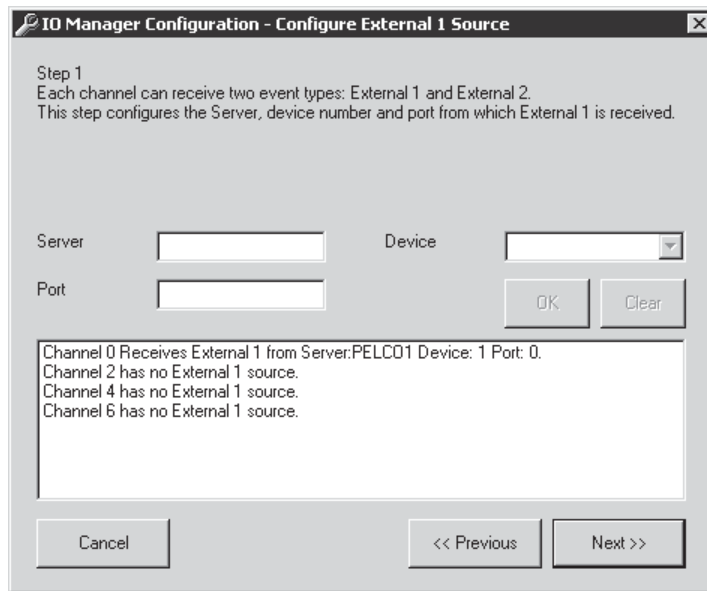 IO Manager Configuration - Configure External 1 Source
Step 1
Each channel can receive two event types: External 1 and External 2.
This step configures the Server, device number and port from which External 1 is received.
Server
Device
Port
OK
Clear
Channel 0 Receives External 1 from Server:PELCO1 Device: 1 Port: 0.
Channel 2 has no External 1 source.
Channel 4 has no External 1 source.
Channel 6 has no External 1 source.
Cancel
<< Previous
Next >>